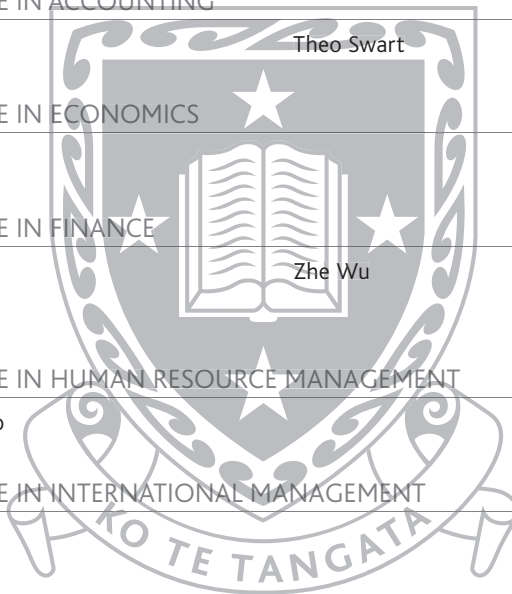 E IN ACCOUNTING
Theo Swart
E IN ECONOMICS
E IN FINANCE
Zhe Wu
E IN HUMAN RESOURCE MANAGEMENT
o
E IN INTERNATIONAL MANAGEMENT
KO TE TANGATA